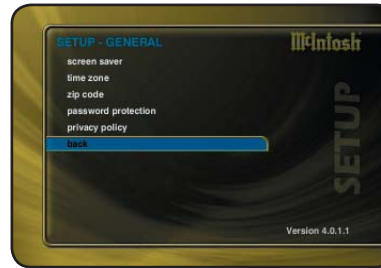 SETUP - GENERAL
McIntosh
screen saver
time zone
zip code
password protection
privacy policy
back
SETUP
Version 4.0.1.1